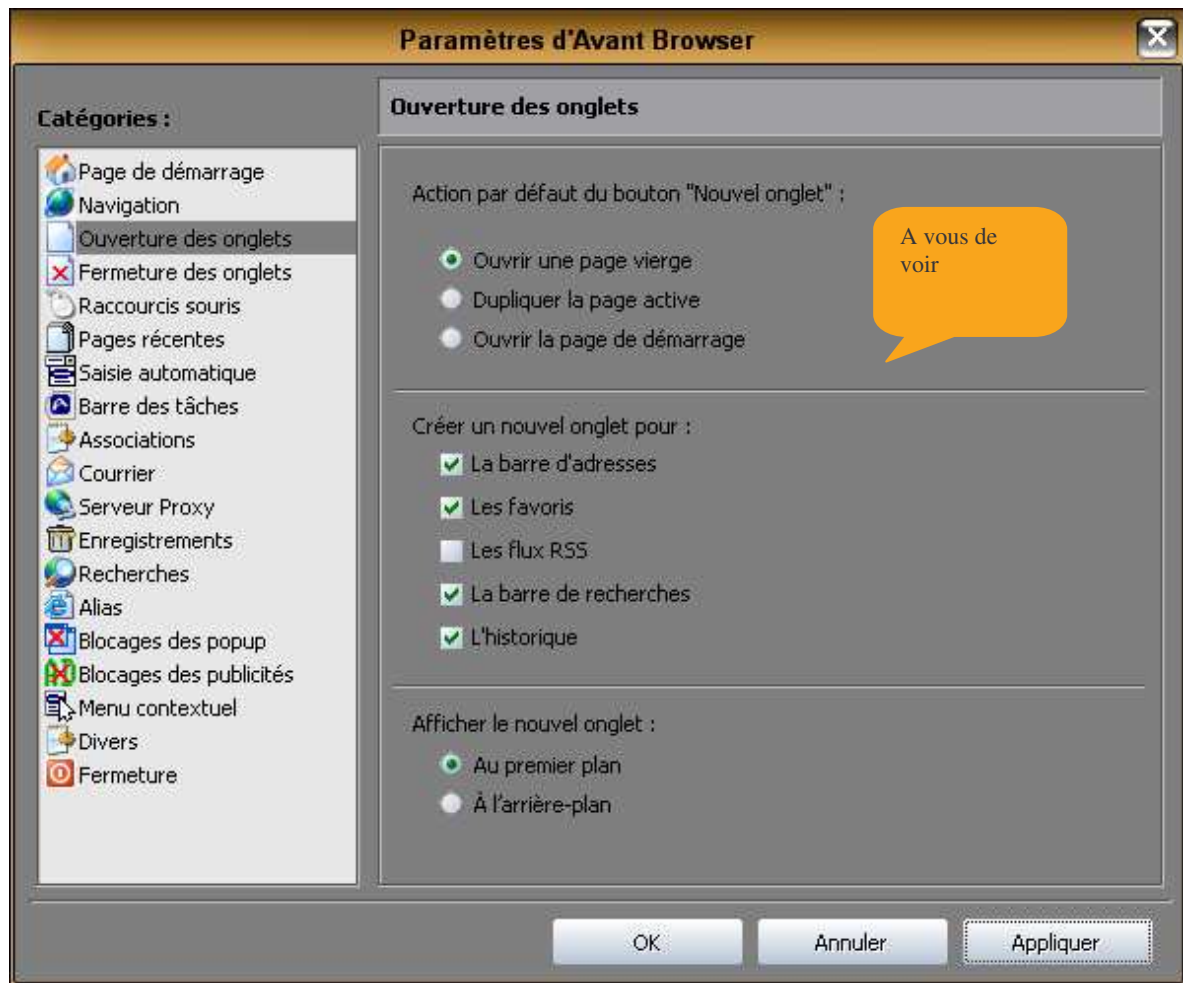 Paramètres d'Avant Browser
Catégories :
Page de démarrage
Navigation
Ouverture des onglets
Fermeture des onglets
Raccourcis souris
Pages récentes
Saisie automatique
Barre des tâches
Associations
Courrier
Serveur Proxy
Enregistrements
Recherches
Alias
Blocages des popup
Blocages des publicités
Menu contextuel
Divers
Fermeture
Ouverture des onglets
Action par défaut du bouton "Nouvel onglet" :
Ouvrir une page vierge
Dupliquer la page active
Ouvrir la page de démarrage
A vous de
voir
Créer un nouvel onglet pour :
La barre d'adresses
Les favoris
Les flux RSS
La barre de recherches
L'historique
Afficher le nouvel onglet :
Au premier plan
À l'arrière-plan
OK
Annuler
Appliquer